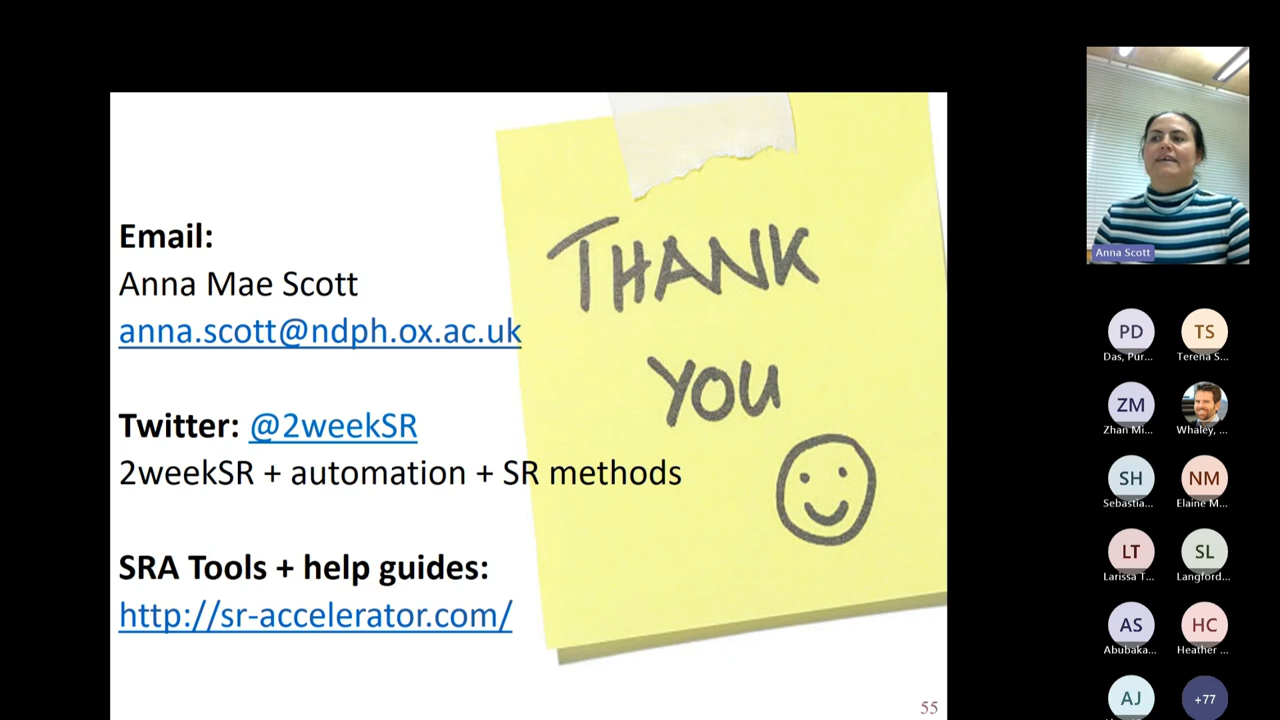 Email:
Anna Mae Scott
anna.scott@ndph.ox.ac.uk
Twitter: @2weekSR
2weekSR + automation + SR methods
SRA Tools + help guides:
http://sr-accelerator.com/
THANK
YOU
55
Anna Scott
PD
TS
Das, Pur...
Terena S...
ZM
Zhan Mi...
Whaley, ...
SH
NM
Sebastia...
Elaine M...
LT
SL
Larissa T...
Langford...
AS
HC
Abubaka...
Heather ...
AJ
+77